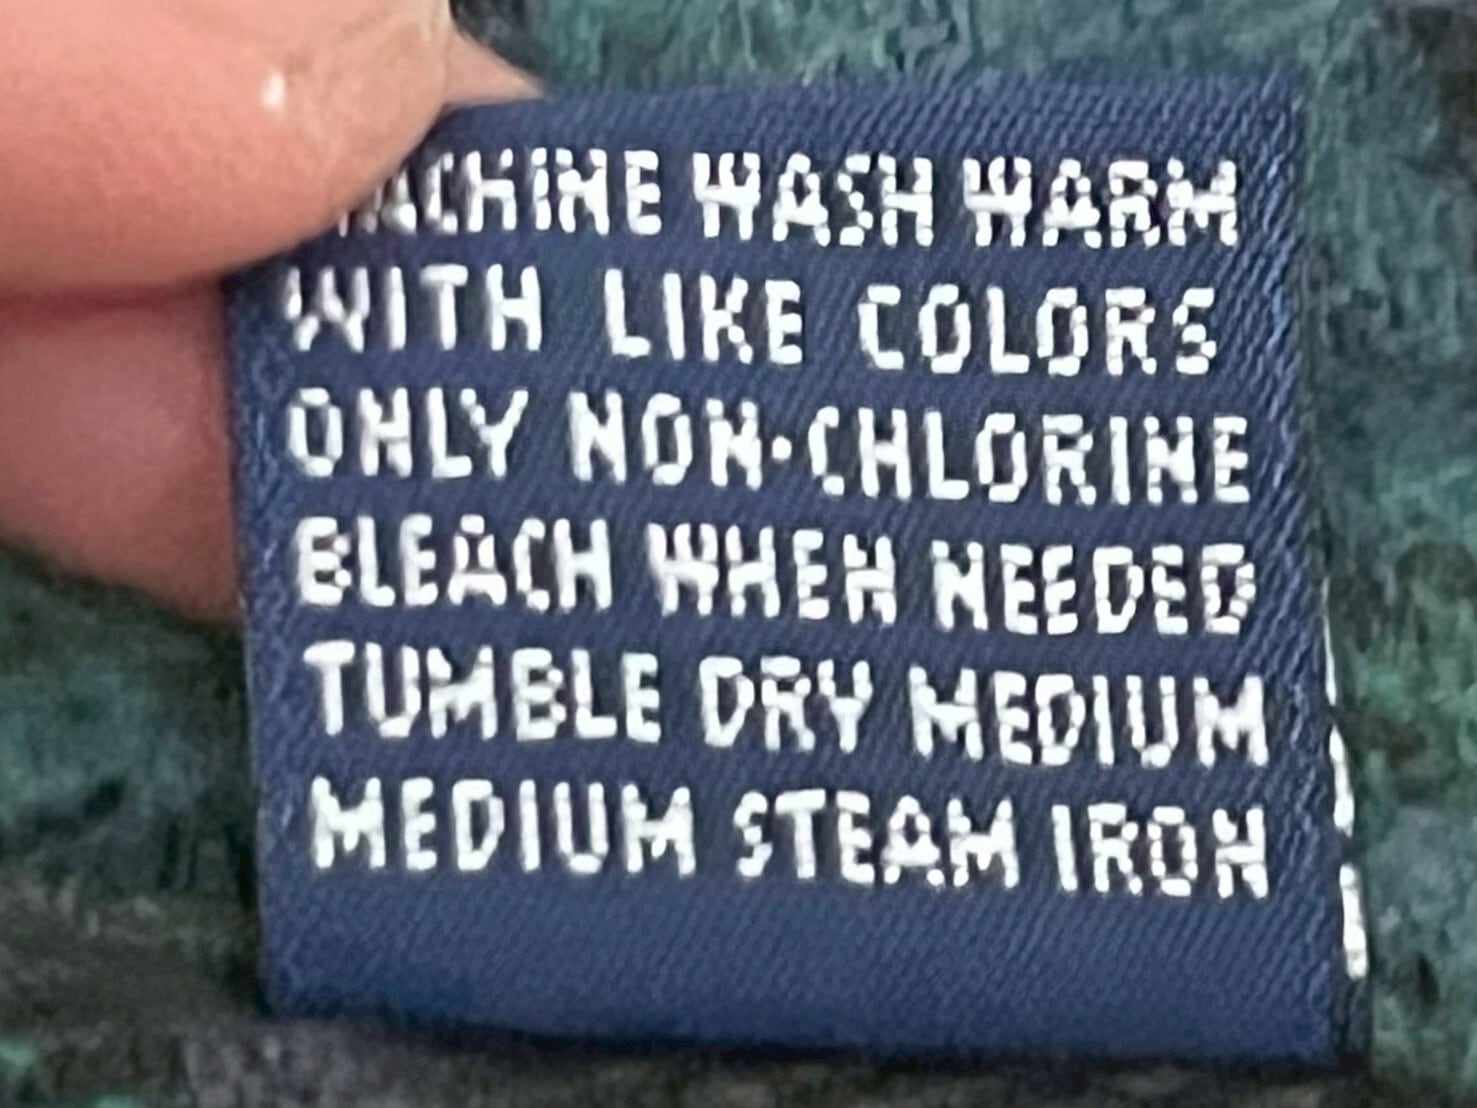 MACHINE WASH WARM
WITH LIKE COLORS
ONLY NON-CHLORINE
BLEACH WHEN NEEDED
TUMBLE DRY MEDIUM
MEDIUM STEAM IRON